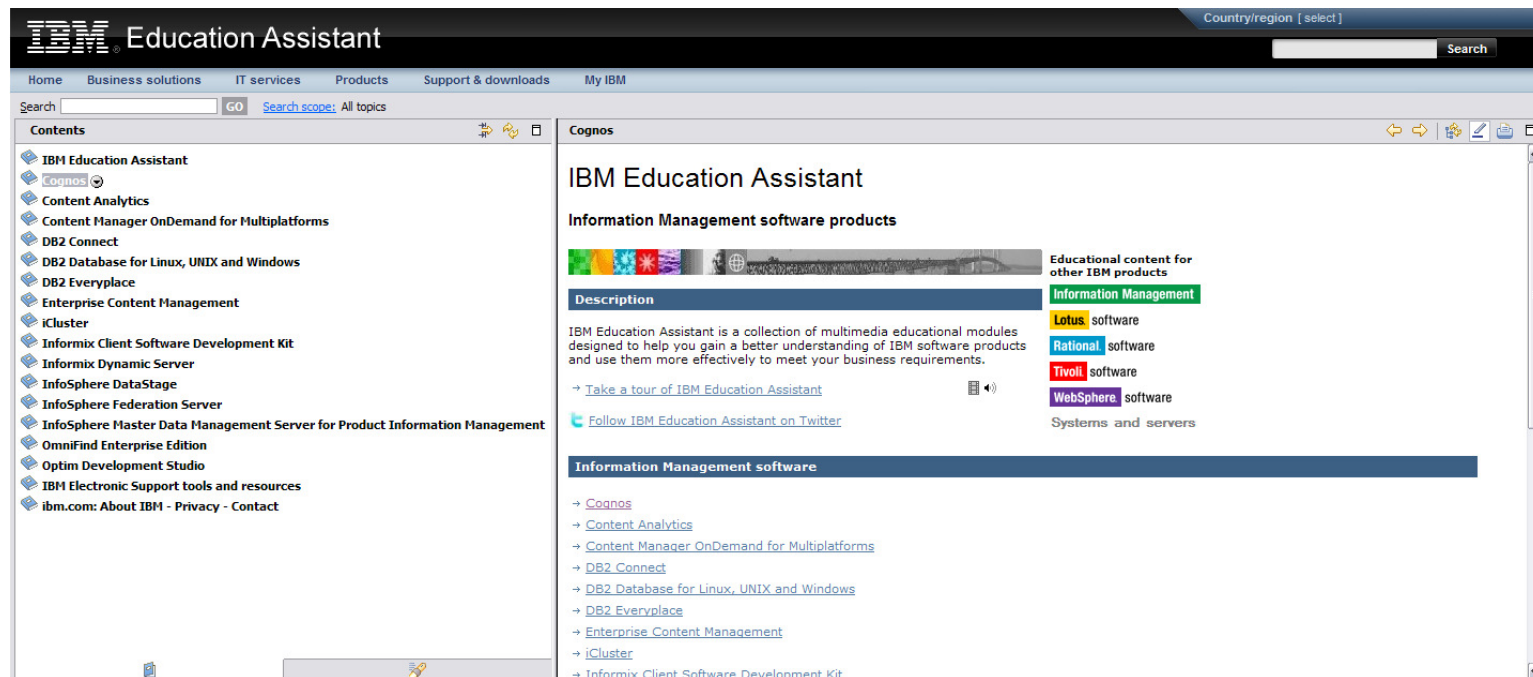 Country/region [ select ]
IBM® Education Assistant
Search
Home Business solutions IT services Products Support & downloads My IBM
Search GO Search scope: All topics
Contents
IBM Education Assistant
Cognos
Content Analytics
Content Manager OnDemand for Multiplatforms
DB2 Connect
DB2 Database for Linux, UNIX and Windows
DB2 Everyplace
Enterprise Content Management
iCluster
Informix Client Software Development Kit
Informix Dynamic Server
InfoSphere DataStage
InfoSphere Federation Server
InfoSphere Master Data Management Server for Product Information Management
OmniFind Enterprise Edition
Optim Development Studio
IBM Electronic Support tools and resources
ibm.com: About IBM - Privacy - Contact
Cognos
IBM Education Assistant
Information Management software products
Description
IBM Education Assistant is a collection of multimedia educational modules
designed to help you gain a better understanding of IBM software products
and use them more effectively to meet your business requirements.
→ Take a tour of IBM Education Assistant
Follow IBM Education Assistant on Twitter
Educational content for
other IBM products
Information Management
Lotus. software
Rational. software
Tivoli. software
WebSphere. software
Systems and servers
Information Management software
→ Cognos
→ Content Analytics
→ Content Manager OnDemand for Multiplatforms
→ DB2 Connect
→ DB2 Database for Linux, UNIX and Windows
→ DB2 Everyplace
→ Enterprise Content Management
→ iCluster
→ Informix Client Software Development Kit